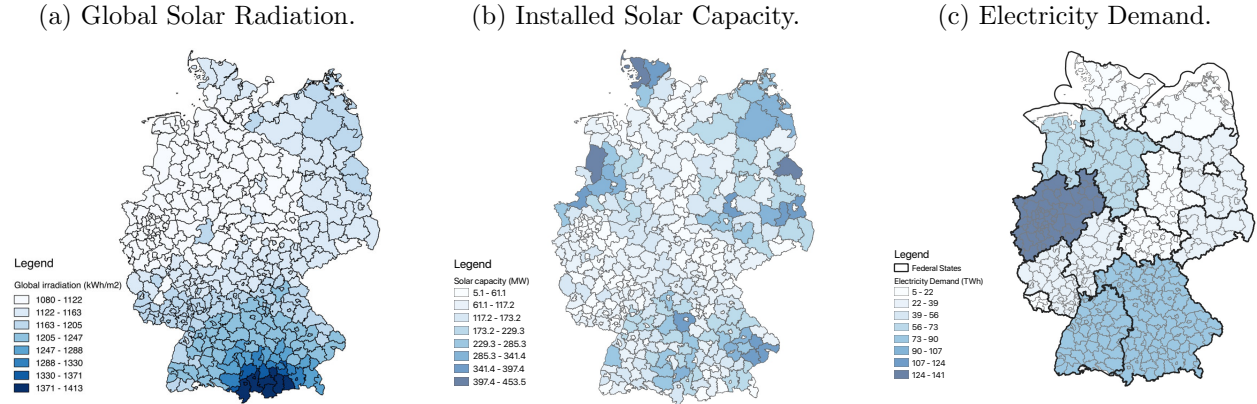 (a) Global Solar Radiation.
Legend
Global irradiation (kWh/m2)
1080 - 1122
1122 - 1163
1163 - 1205
1205 - 1247
1247 - 1288
1288 - 1330
1330 - 1371
1371 - 1413
(b) Installed Solar Capacity.
Legend
Solar capacity (MW)
5.1 - 61.1
61.1 - 117.2
117.2 - 173.2
173.2 - 229.3
229.3 - 285.3
285.3 - 341.4
341.4 - 397.4
397.4 - 453.5
(c) Electricity Demand.
Legend
Federal States
Electricity Demand (TWh)
5 - 22
22 - 39
39 - 56
56 - 73
73 - 90
90 - 107
107 - 124
124 - 141